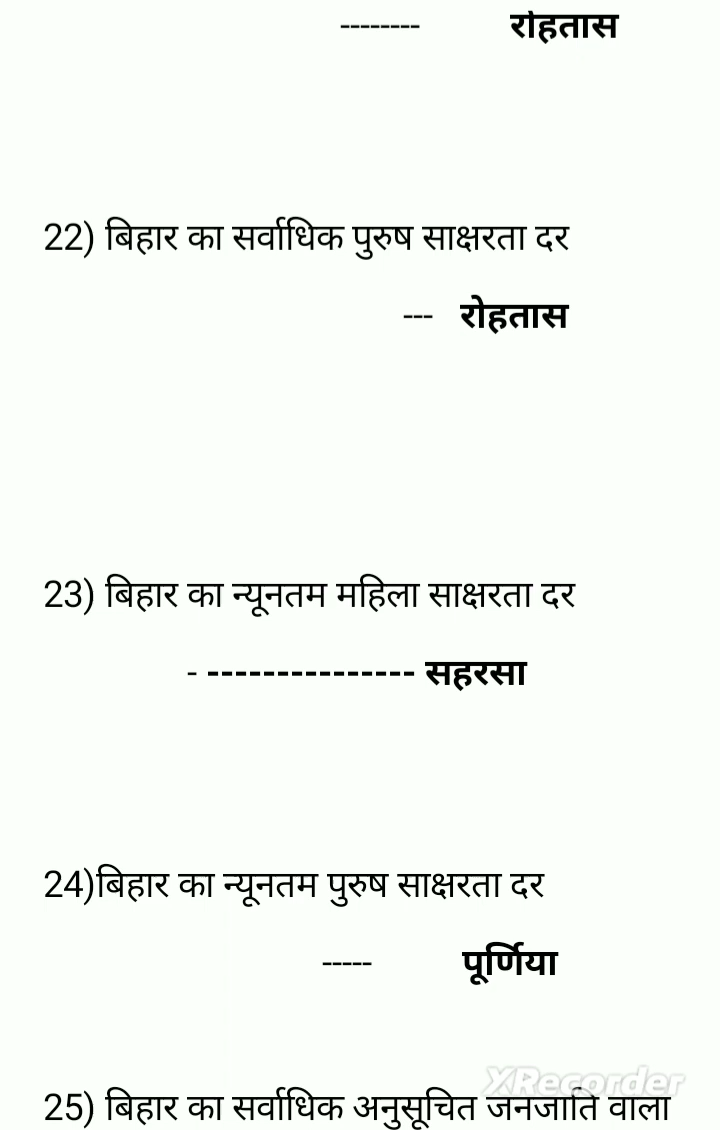 -------- रोहतास
22) बिहार का सर्वाधिक पुरुष साक्षरता दर
--- रोहतास
23) बिहार का न्यूनतम महिला साक्षरता दर
- --------------- सहरसा
24)बिहार का न्यूनतम पुरुष साक्षरता दर
----- पूर्णिया
XRecorder
25) बिहार का सर्वाधिक अनुसूचित जनजाति वाला